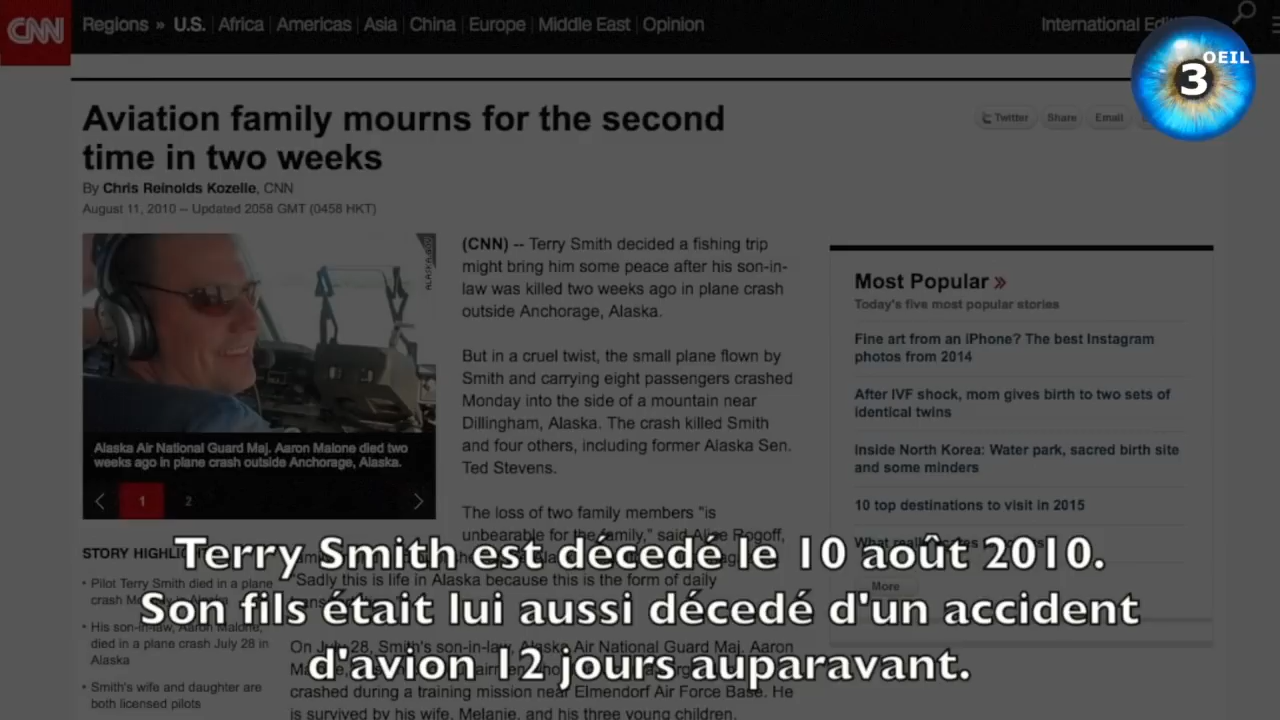 CNN
Regions » U.S. Africa Americas Asia China Europe Middle East Opinion
International
3 OEIL
Aviation family mourns for the second
time in two weeks
Twitter Share Email
By Chris Reinolds Kozelle, CNN
August 11, 2010 -- Updated 2058 GMT (0458 HKT)
Alaska Air National Guard Maj. Aaron Malone died two
weeks ago in plane crash outside Anchorage, Alaska.
1 2
(CNN) -- Terry Smith decided a fishing trip
might bring him some peace after his son-in-
law was killed two weeks ago in plane crash
outside Anchorage, Alaska.
But in a cruel twist, the small plane flown by
Smith and carrying eight passengers crashed
Monday into the side of a mountain near
Dillingham, Alaska. The crash killed Smith
and four others, including former Alaska Sen.
Ted Stevens.
The loss of two family members "is
unbearable for the family," said Alice Rogoff,
"Sadly this is life in Alaska because this is the form of daily
On July 28, Smith's son-in-law, Alaska Air National Guard Maj. Aaron
crashed during a training mission near Elmendorf Air Force Base. He
is survived by his wife, Melanie, and his three young children.
STORY
Pilot Terry Smith died in a plane
crash
His son-in-law, Aaron Malone,
died in a plane crash July 28 in
Alaska
Smith's wife and daughter are
both licensed pilots
Most Popular »
Today's five most popular stories
Fine art from an iPhone? The best Instagram
photos from 2014
After IVF shock, mom gives birth to two sets of
identical twins
Inside North Korea: Water park, sacred birth site
and some minders
10 top destinations to visit in 2015
More
Terry Smith est décedé le 10 août 2010.
Son fils était lui aussi décedé d'un accident
d'avion 12 jours auparavant.